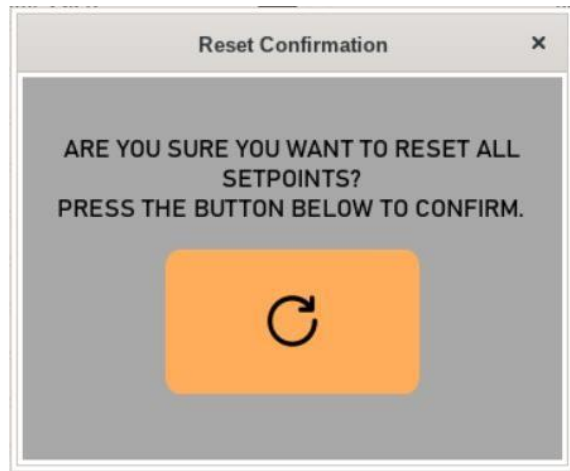 Reset Confirmation
ARE YOU SURE YOU WANT TO RESET ALL
SETPOINTS?
PRESS THE BUTTON BELOW TO CONFIRM.